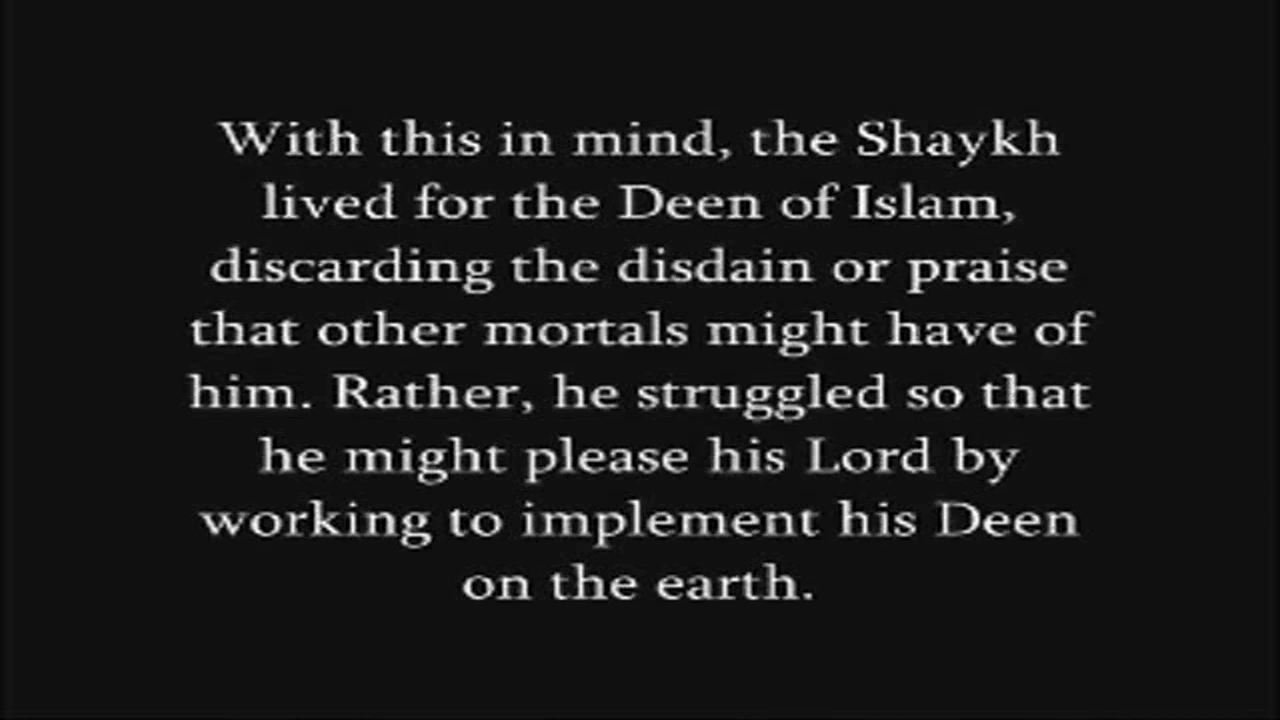 With this in mind, the Shaykh
lived for the Deen of Islam,
discarding the disdain or praise
that other mortals might have of
him. Rather, he struggled so that
he might please his Lord by
working to implement his Deen
on the earth.